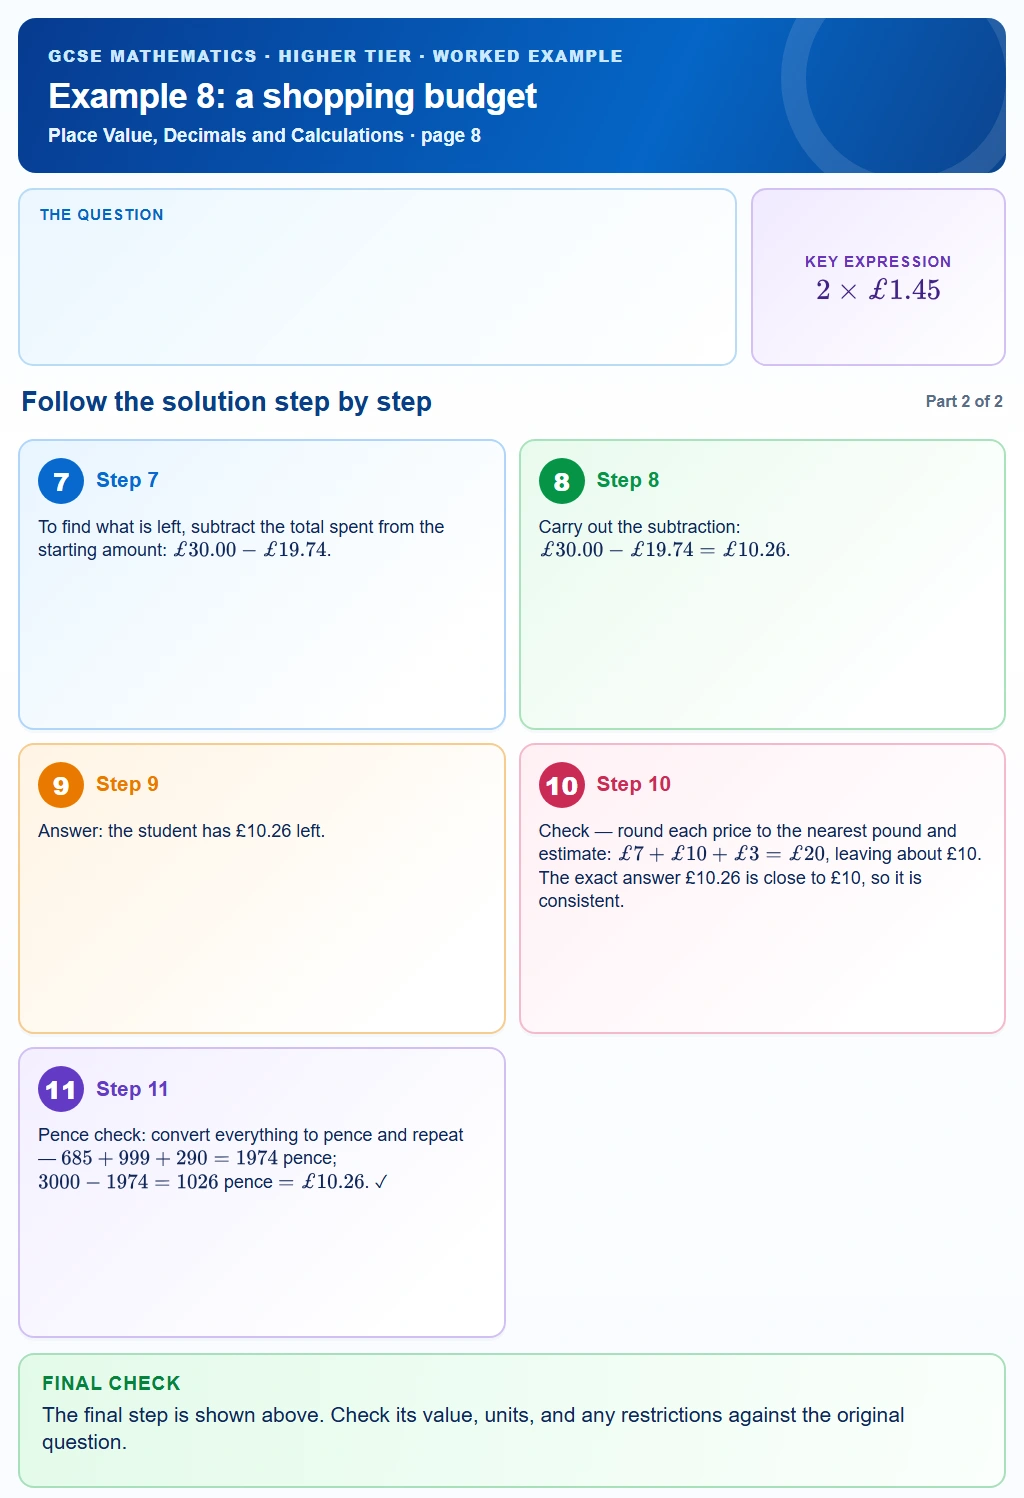 GCSE MATHEMATICS · HIGHER TIER · WORKED EXAMPLE
Example 8: a shopping budget
Place Value, Decimals and Calculations · page 8
THE QUESTION
KEY EXPRESSION
2 × £1.45
Follow the solution step by step
Part 2 of 2
7 Step 7
To find what is left, subtract the total spent from the
starting amount: £30.00 − £19.74.
8 Step 8
Carry out the subtraction:
£30.00 − £19.74 = £10.26.
9 Step 9
Answer: the student has £10.26 left.
10 Step 10
Check — round each price to the nearest pound and
estimate: £7 + £10 + £3 = £20, leaving about £10.
The exact answer £10.26 is close to £10, so it is
consistent.
11 Step 11
Pence check: convert everything to pence and repeat
— 685 + 999 + 290 = 1974 pence;
3000 − 1974 = 1026 pence = £10.26. ✓
FINAL CHECK
The final step is shown above. Check its value, units, and any restrictions against the original
question.